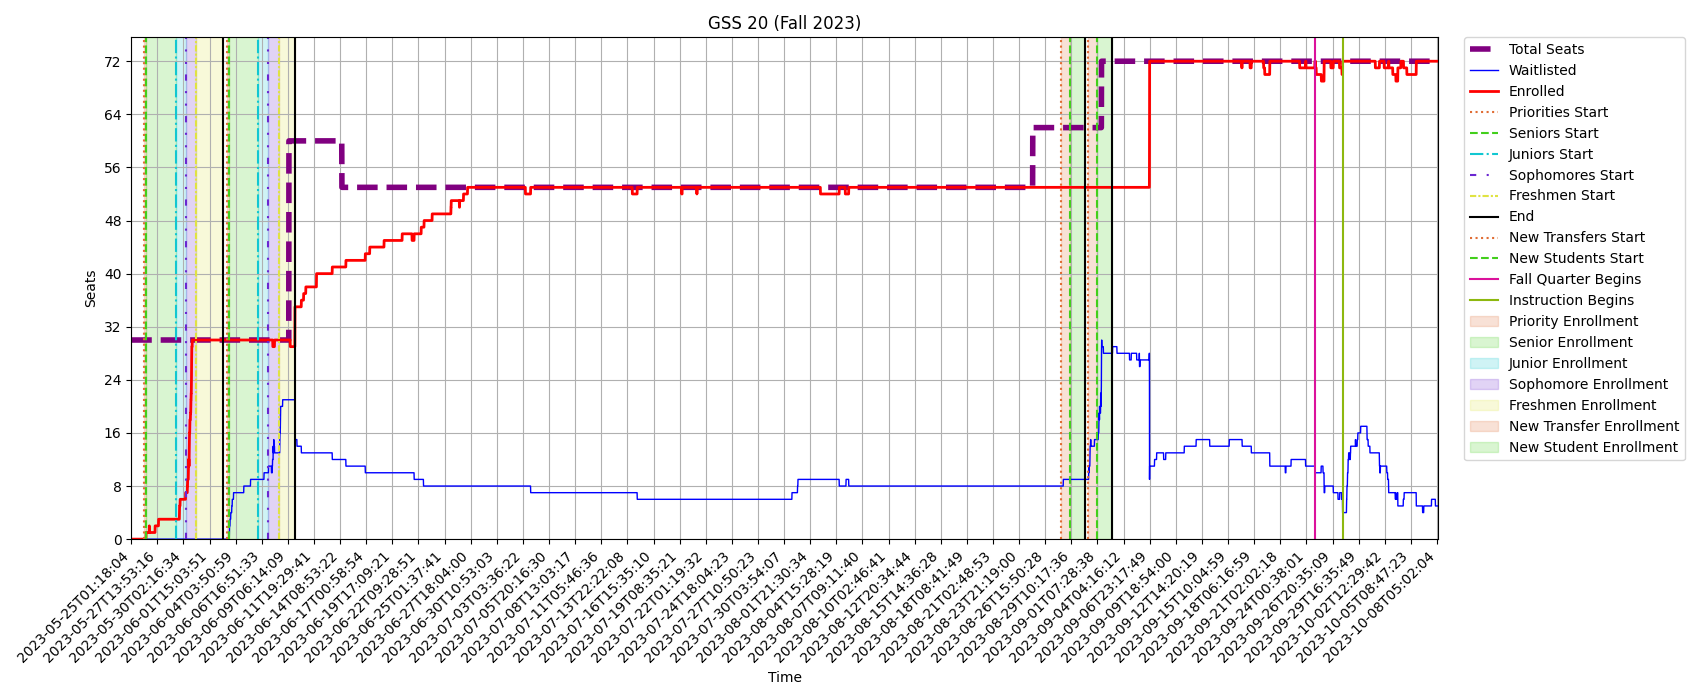 GSS 20 (Fall 2023)
Seats
72
64
56
48
40
32
24
16
8
0
2023-05-25T01:18:04
2023-05-27T13:53:16
2023-05-30T02:16:34
2023-06-01T15:03:51
2023-06-04T03:50:59
2023-06-06T16:51:33
2023-06-09T06:14:09
2023-06-11T19:29:41
2023-06-14T08:53:22
2023-06-17T00:58:54
2023-06-19T17:09:21
2023-06-22T09:28:51
2023-06-25T01:37:41
2023-06-27T18:04:00
2023-06-30T10:53:03
2023-07-03T03:36:22
2023-07-05T20:16:30
2023-07-08T13:03:17
2023-07-11T05:46:36
2023-07-13T22:22:08
2023-07-16T15:35:10
2023-07-19T08:35:21
2023-07-22T01:19:32
2023-07-24T18:04:23
2023-07-27T10:50:23
2023-07-30T03:54:07
2023-08-01T21:30:34
2023-08-04T15:28:19
2023-08-07T09:11:40
2023-08-10T02:46:41
2023-08-12T20:34:44
2023-08-15T14:36:28
2023-08-18T08:41:49
2023-08-21T02:48:53
2023-08-23T21:19:00
2023-08-26T15:50:28
2023-08-29T10:17:36
2023-09-01T07:28:38
2023-09-04T04:16:12
2023-09-06T23:17:49
2023-09-09T18:54:00
2023-09-12T14:20:19
2023-09-15T10:04:59
2023-09-18T06:16:59
2023-09-21T02:02:18
2023-09-24T00:38:01
2023-09-26T20:35:09
2023-09-29T16:35:49
2023-10-02T12:29:42
2023-10-05T08:47:23
2023-10-08T05:02:04
Time
Total Seats
Waitlisted
Enrolled
Priorities Start
Seniors Start
Juniors Start
Sophomores Start
Freshmen Start
End
New Transfers Start
New Students Start
Fall Quarter Begins
Instruction Begins
Priority Enrollment
Senior Enrollment
Junior Enrollment
Sophomore Enrollment
Freshmen Enrollment
New Transfer Enrollment
New Student Enrollment